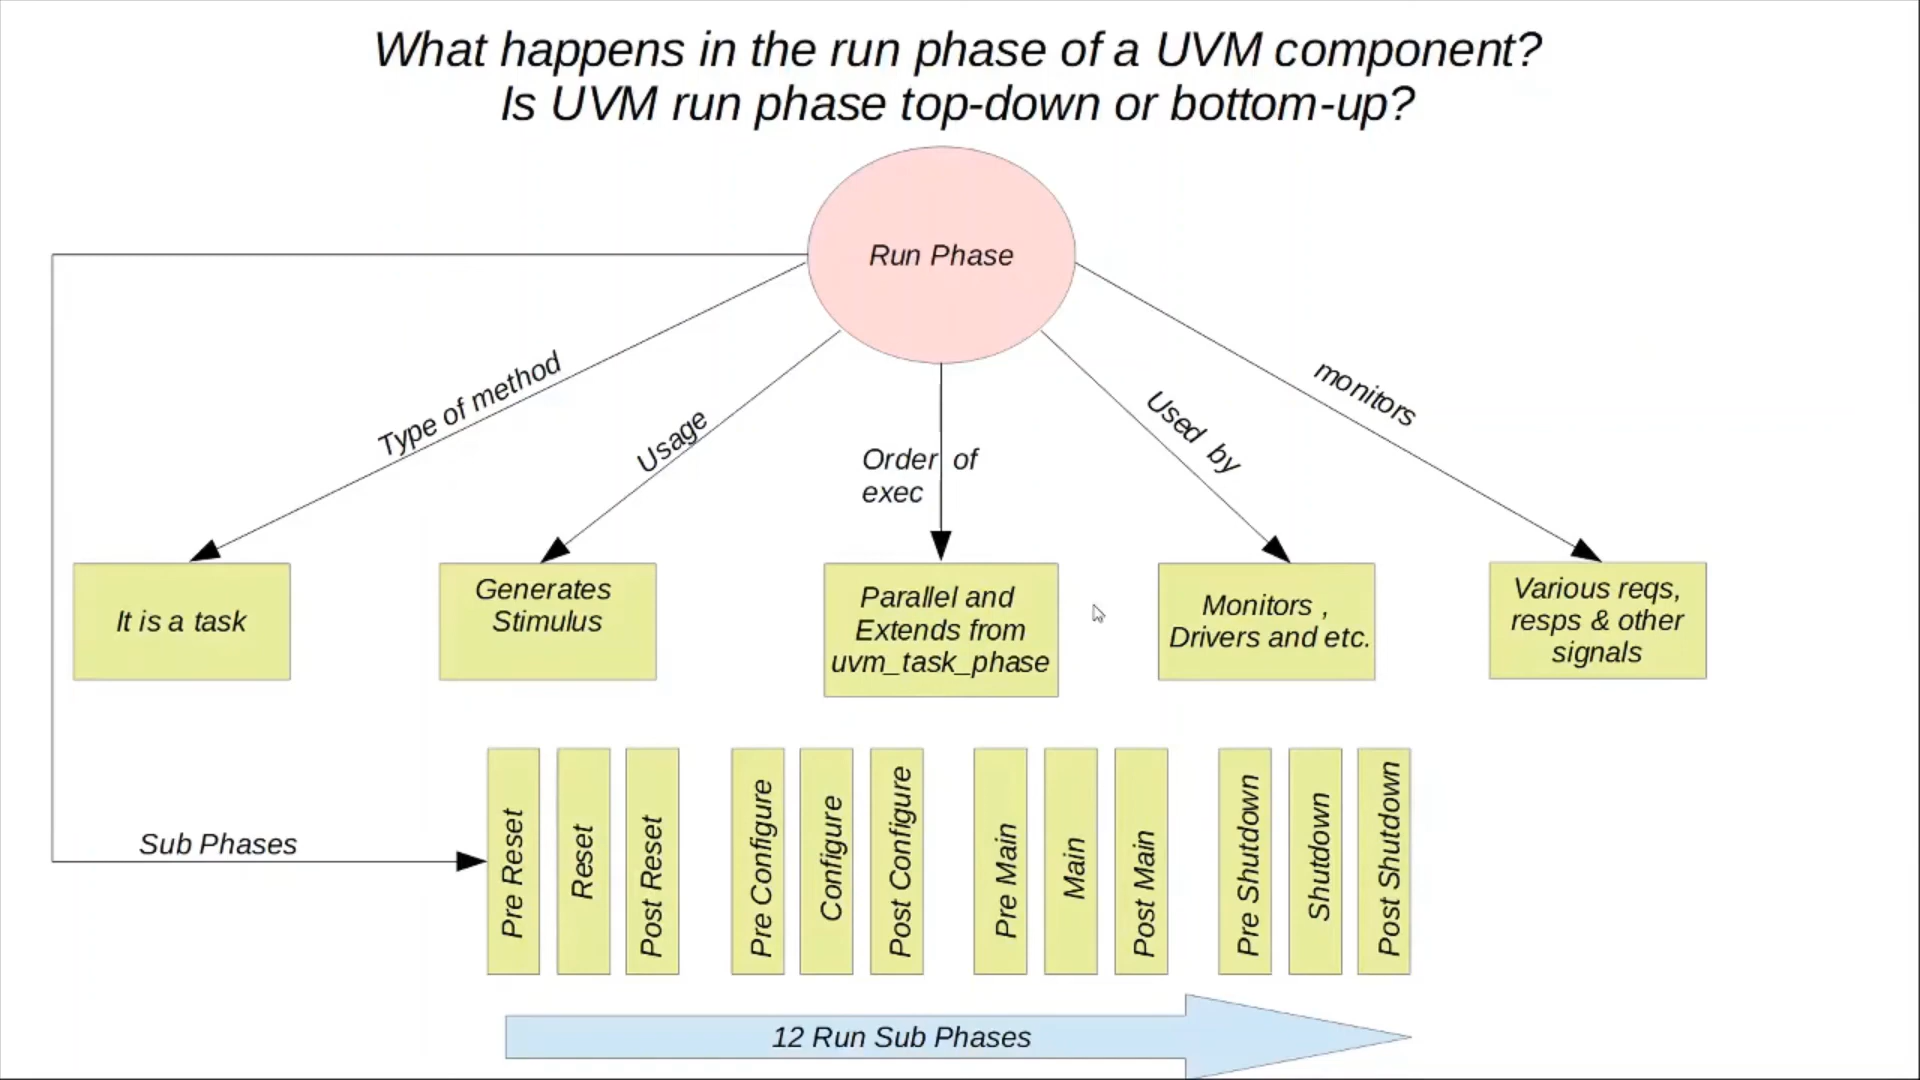 What happens in the run phase of a UVM component?
Is UVM run phase top-down or bottom-up?
Run Phase
Type of method
Usage
Order of
exec
Used by
monitors
It is a task
Generates
Stimulus
Parallel and
Extends from
uvm_task_phase
Monitors ,
Drivers and etc.
Various reqs,
resps & other
signals
Sub Phases
Pre Reset
Reset
Post Reset
Pre Configure
Configure
Post Configure
Pre Main
Main
Post Main
Pre Shutdown
Shutdown
Post Shutdown
12 Run Sub Phases